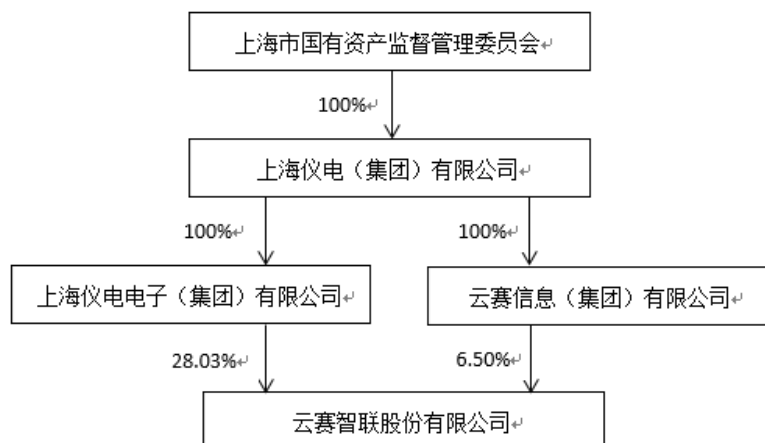 上海市国有资产监督管理委员会↵
100%↵
上海仪电（集团）有限公司↵
100%↵
100%↵
上海仪电电子（集团）有限公司↵
云赛信息（集团）有限公司↵
28.03%↵
6.50%↵
云赛智联股份有限公司↵